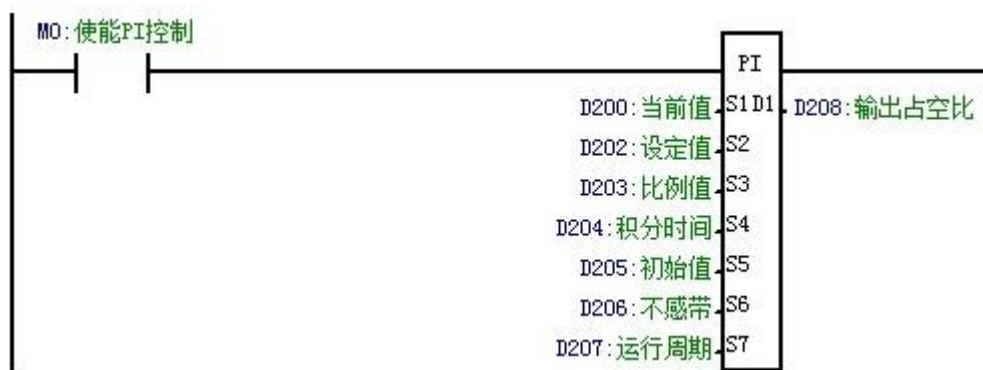 M0:使能PI控制
PI
D200:当前值 S1 D1 D208:输出占空比
D202:设定值 S2
D203:比例值 S3
D204:积分时间 S4
D205:初始值 S5
D206:不感带 S6
D207:运行周期 S7